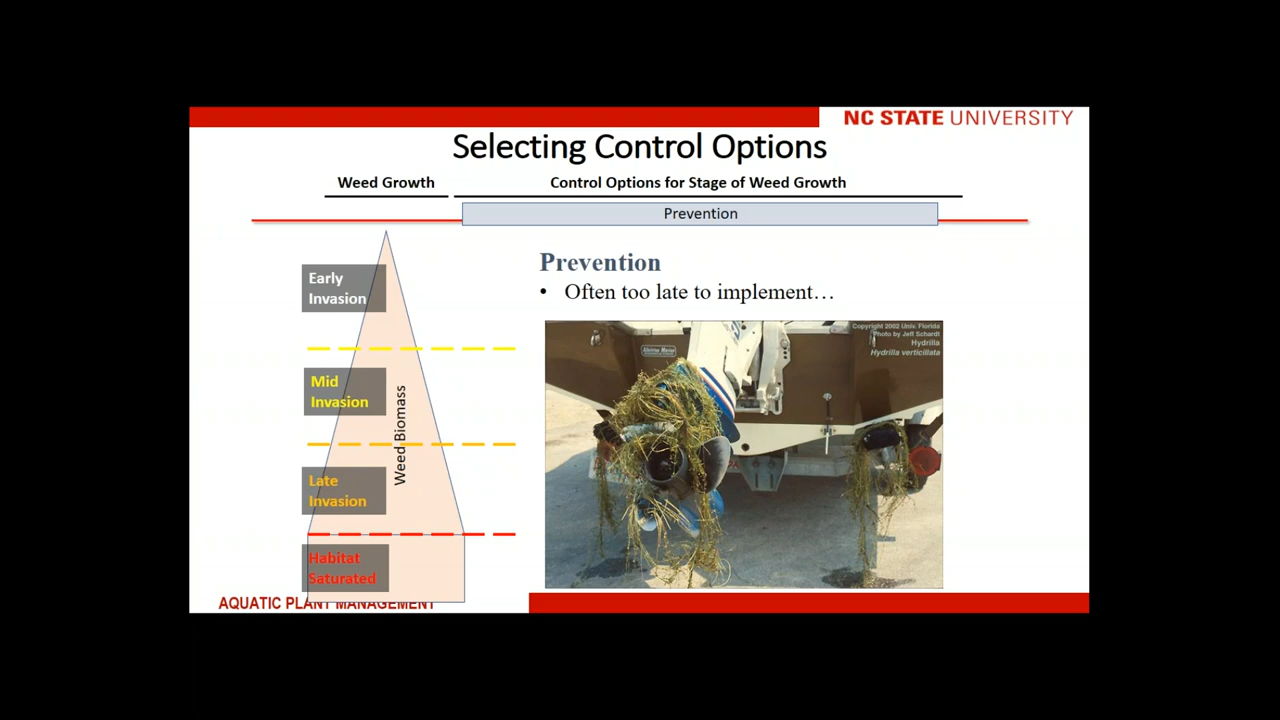 NC STATE UNIVERSITY
Selecting Control Options
Weed Growth
Control Options for Stage of Weed Growth
Prevention
Early
Invasion
Mid
Invasion
Late
Invasion
Habitat
Saturated
Weed Biomass
Prevention
• Often too late to implement…
Copyright 2002 Univ. Florida
Photo by Jeff Schardt
Hydrilla
Hydrilla verticillata
AQUATIC PLANT MANAGEMENT